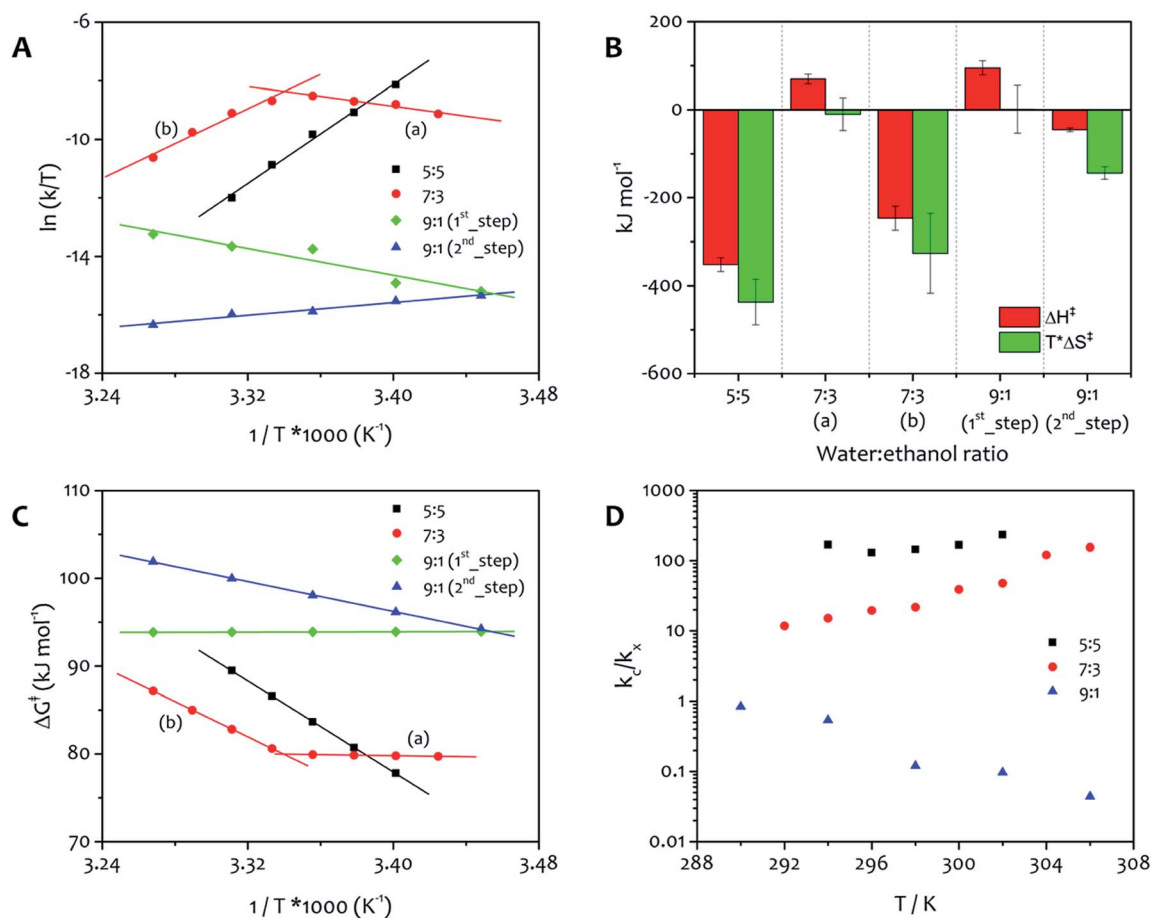 A
ln (k/T)
-6
-10
-14
-18
(b)
(a)
5:5
7:3
9:1 (1st_step)
9:1 (2nd_step)
3.24 3.32 3.40 3.48
1 / T *1000 (K-1)
B
kJ mol-1
200
0
-200
-400
-600
ΔH‡
T*ΔS‡
5:5 7:3 7:3 9:1 9:1
(a) (b) (1st_step) (2nd_step)
Water:ethanol ratio
C
ΔG‡ (kJ mol-1)
110
100
90
80
70
5:5
7:3
9:1 (1st_step)
9:1 (2nd_step)
(b)
(a)
3.24 3.32 3.40 3.48
1 / T *1000 (K-1)
D
kc/kx
1000
100
10
1
0.1
0.01
5:5
7:3
9:1
288 292 296 300 304 308
T / K